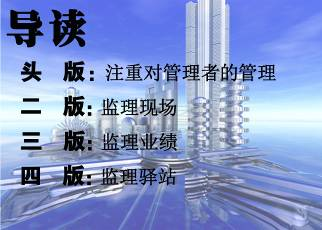 导读
头 版：注重对管理者的管理
二 版：监理现场
三 版：监理业绩
四 版：监理驿站